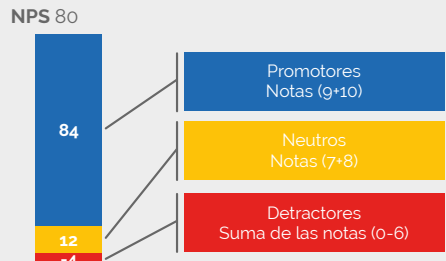 NPS 80
84
Promotores
Notas (9+10)
Neutros
Notas (7+8)
12
Detractores
Suma de las notas (0-6)
-4